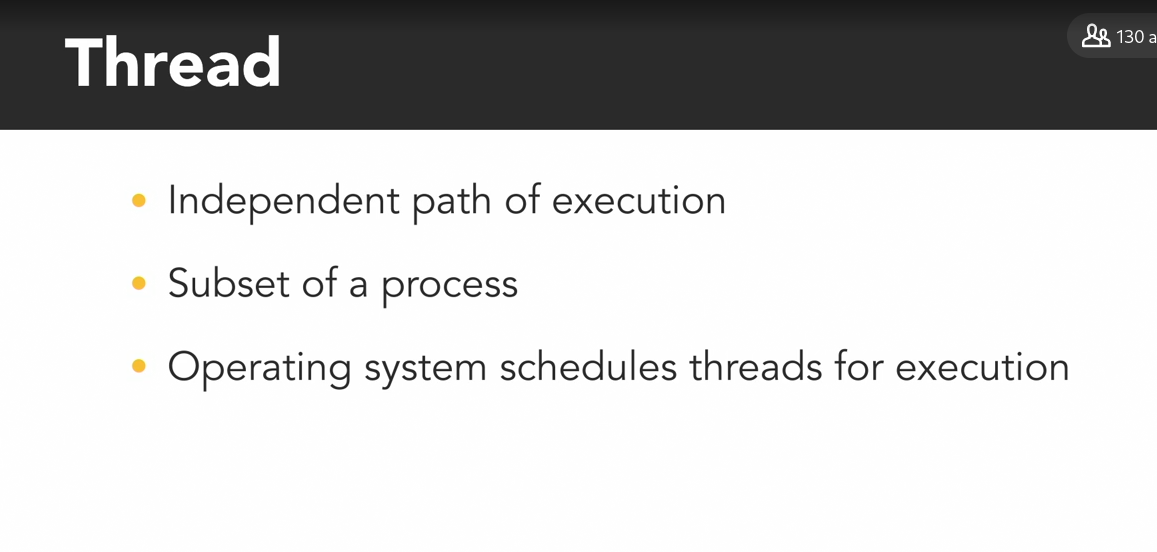 Thread
130 a
Independent path of execution
Subset of a process
Operating system schedules threads for execution